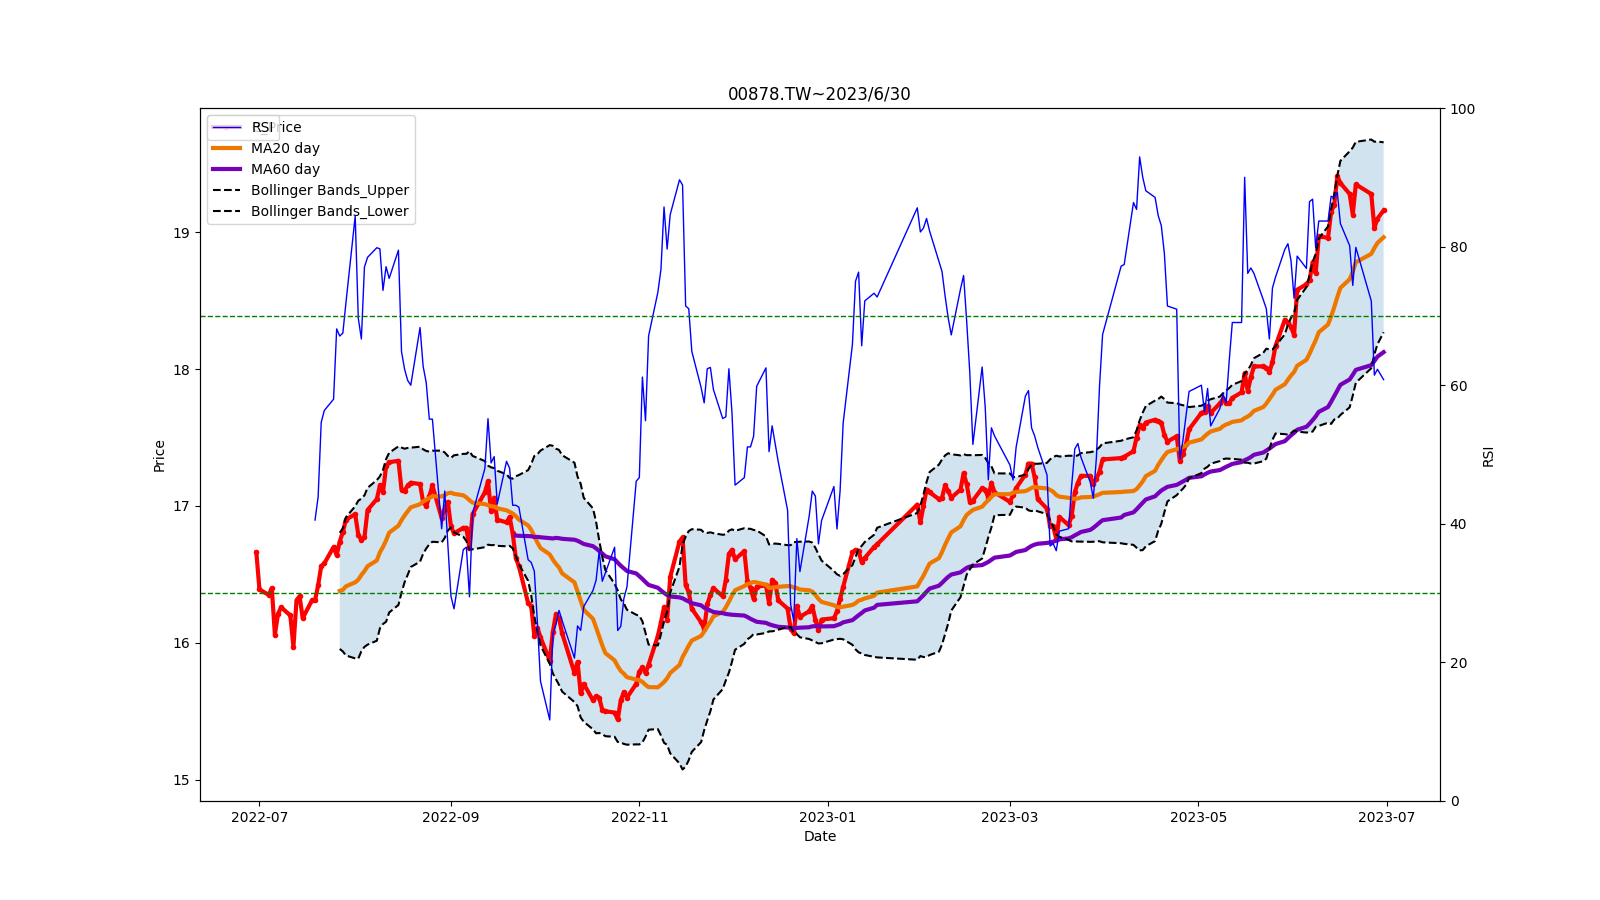 00878.TW~2023/6/30
RSI
MA20 day
MA60 day
Bollinger Bands_Upper
Bollinger Bands_Lower
100
80
60
40
20
0
RSI
19
18
17
16
15
Price
2022-07
2022-09
2022-11
2023-01
2023-03
2023-05
2023-07
Date